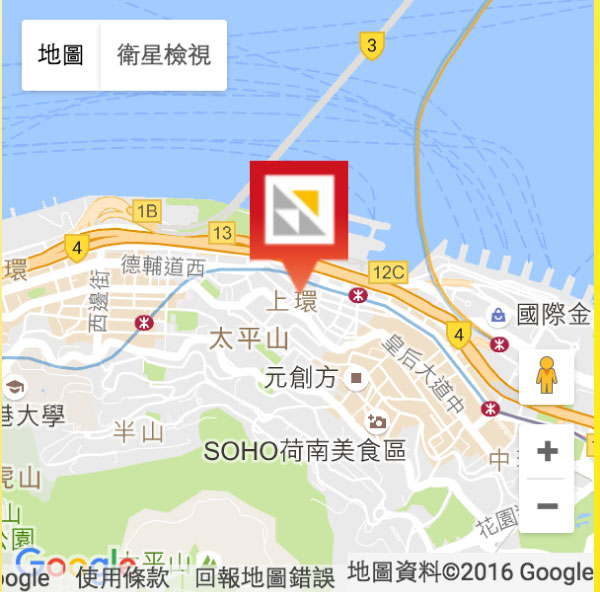 地圖 衛星檢視
3
1B
13
4
環
德輔道西
12C
西邊街
上環
國際金
太平山
4
皇后大道中
元創方
港大學
半山
SOHO荷南美食區
中
虎山
山
公園
花園
Google
太平山
oogle 使用條款 回報地圖錯誤 地圖資料©2016 Google